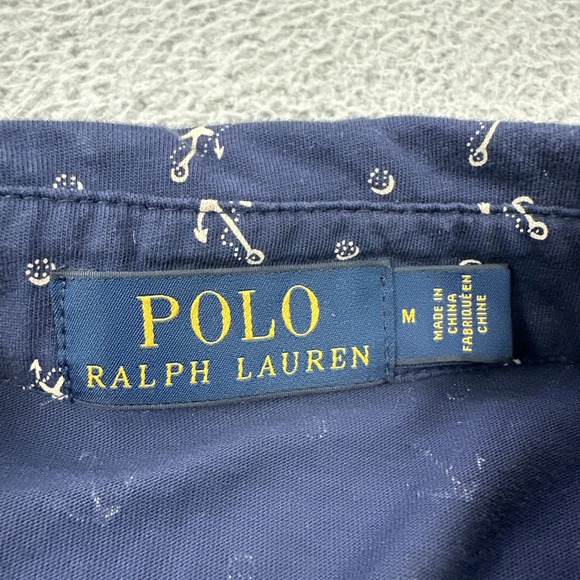 POLO
RALPH LAUREN
M
MADE IN
CHINA
FABRIQUÉ EN
CHINE